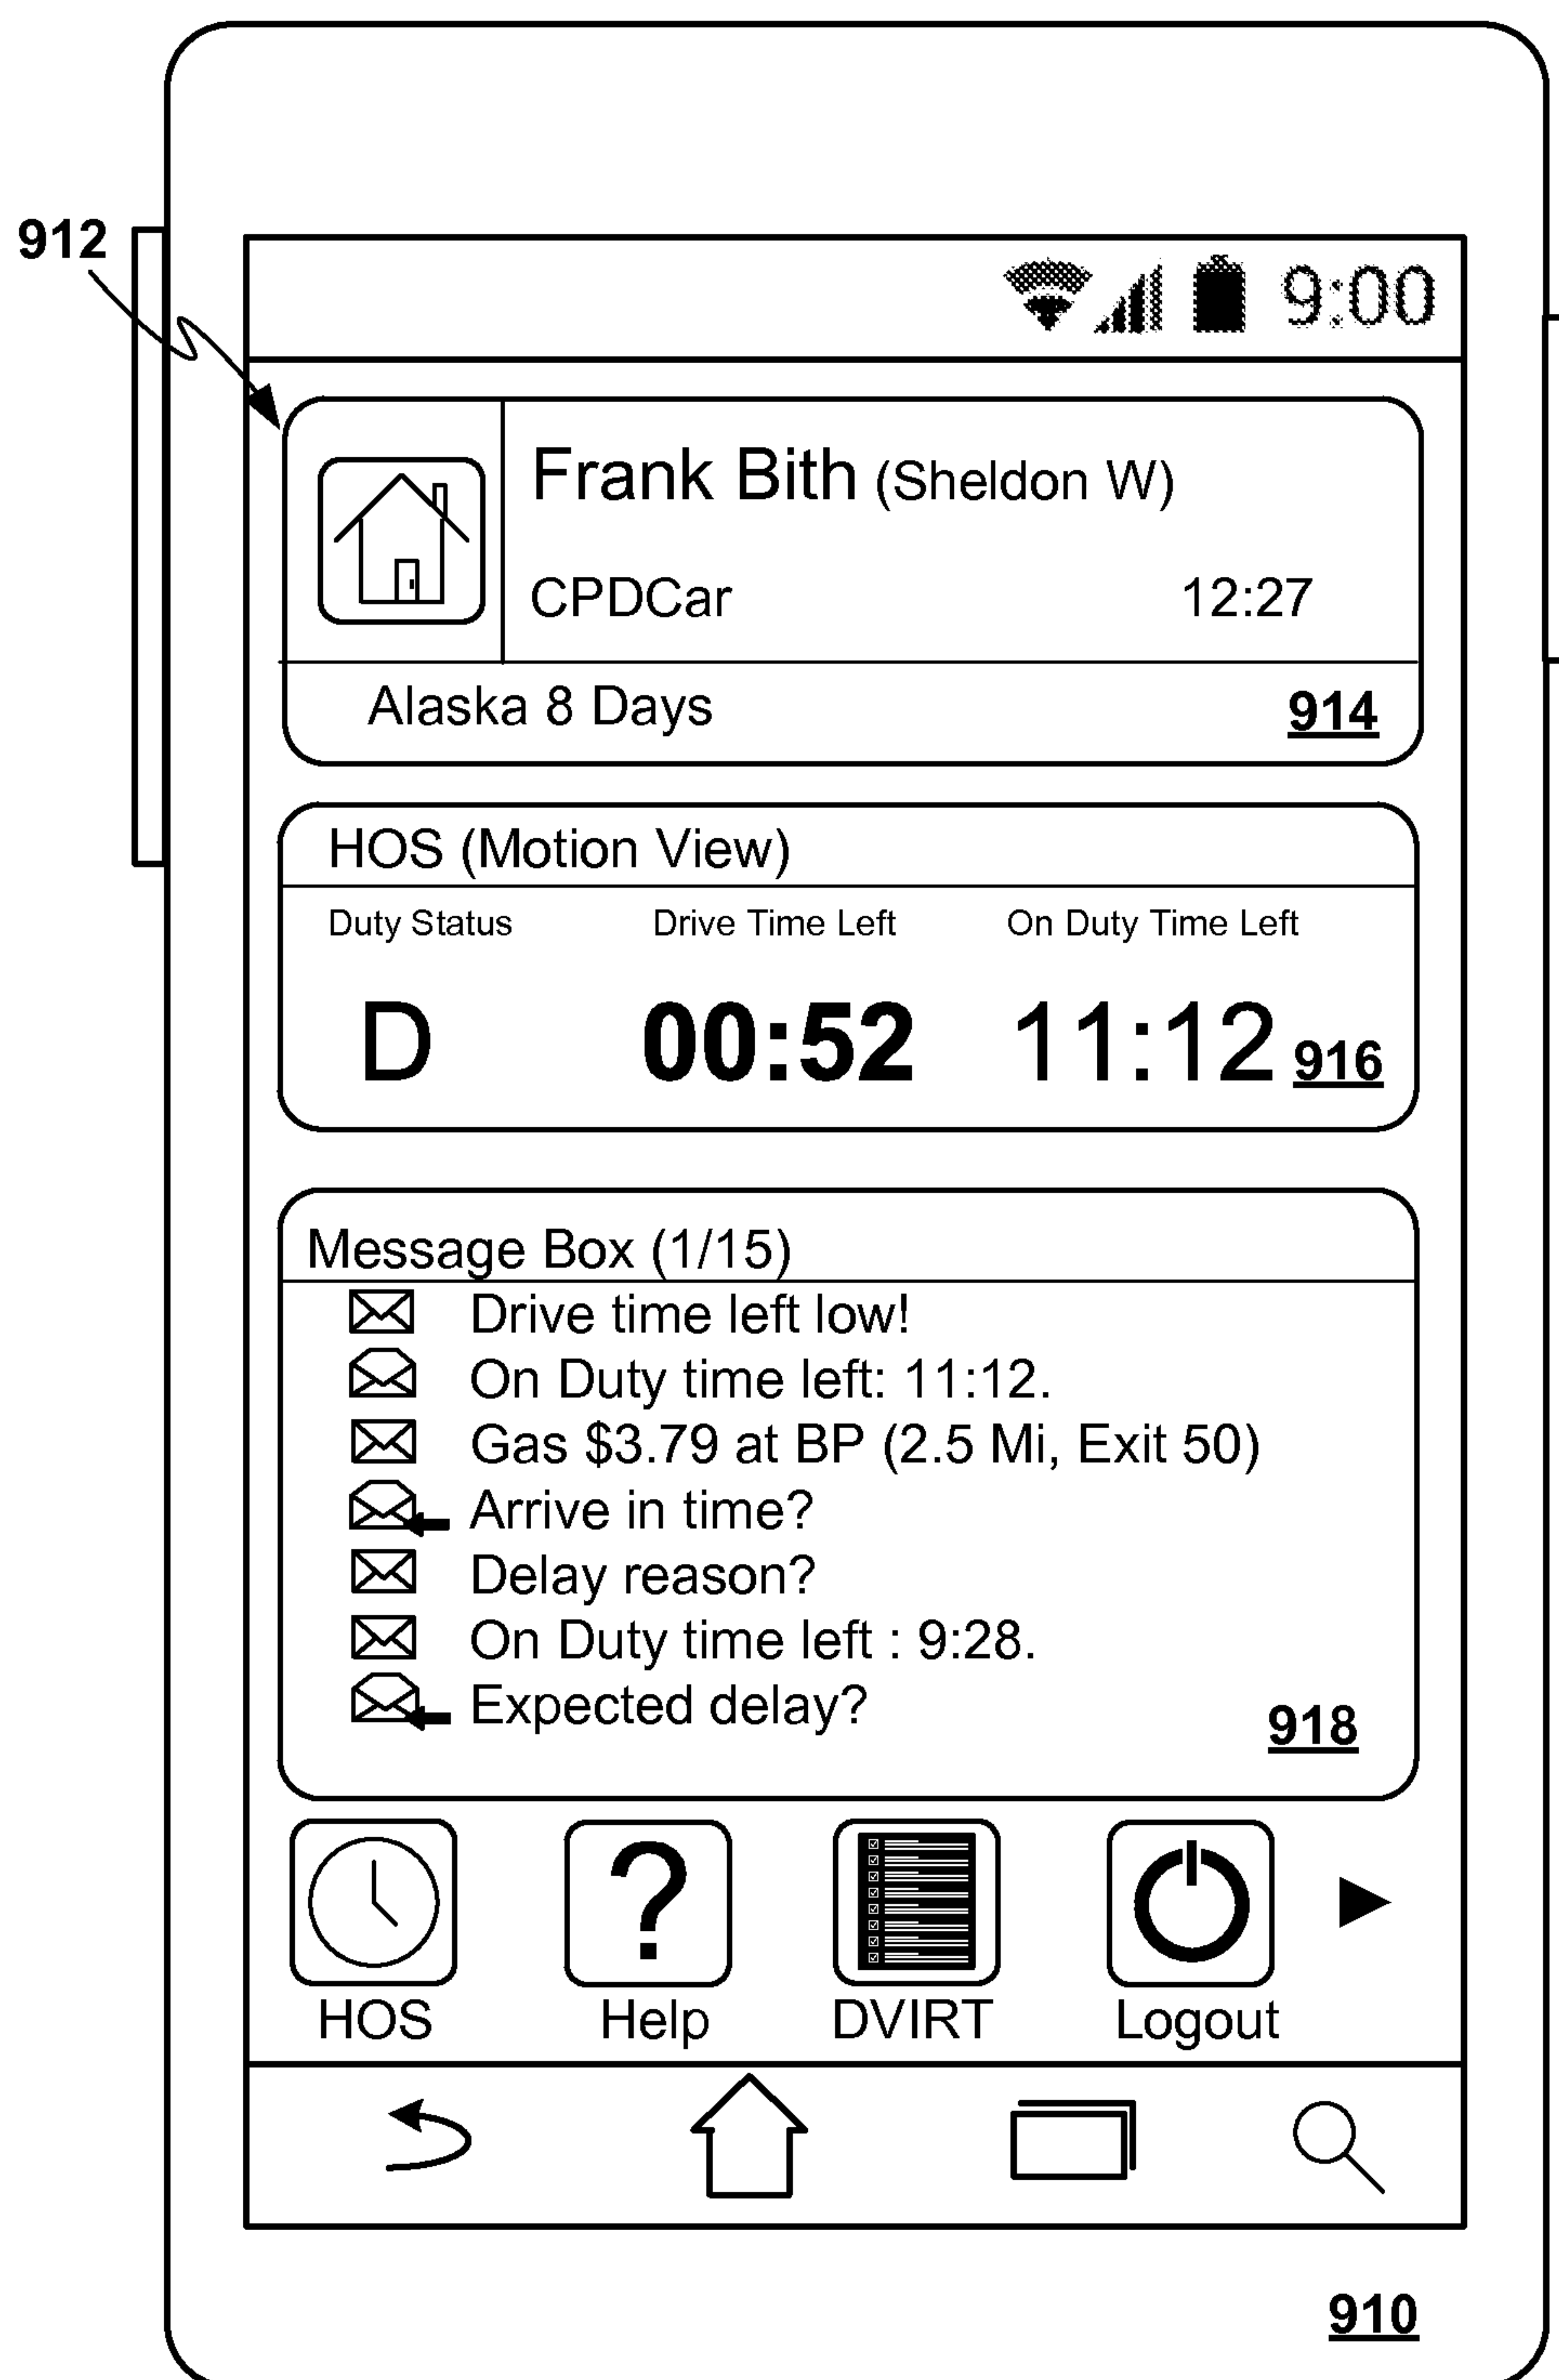 912
9:00
Frank Bith (Sheldon W)
CPDCar 12:27
Alaska 8 Days 914
HOS (Motion View)
Duty Status Drive Time Left On Duty Time Left
D 00:52 11:12 916
Message Box (1/15)
Drive time left low!
On Duty time left: 11:12.
Gas $3.79 at BP (2.5 Mi, Exit 50)
Arrive in time?
Delay reason?
On Duty time left : 9:28.
Expected delay?
918
?
HOS Help DVIRT Logout
910